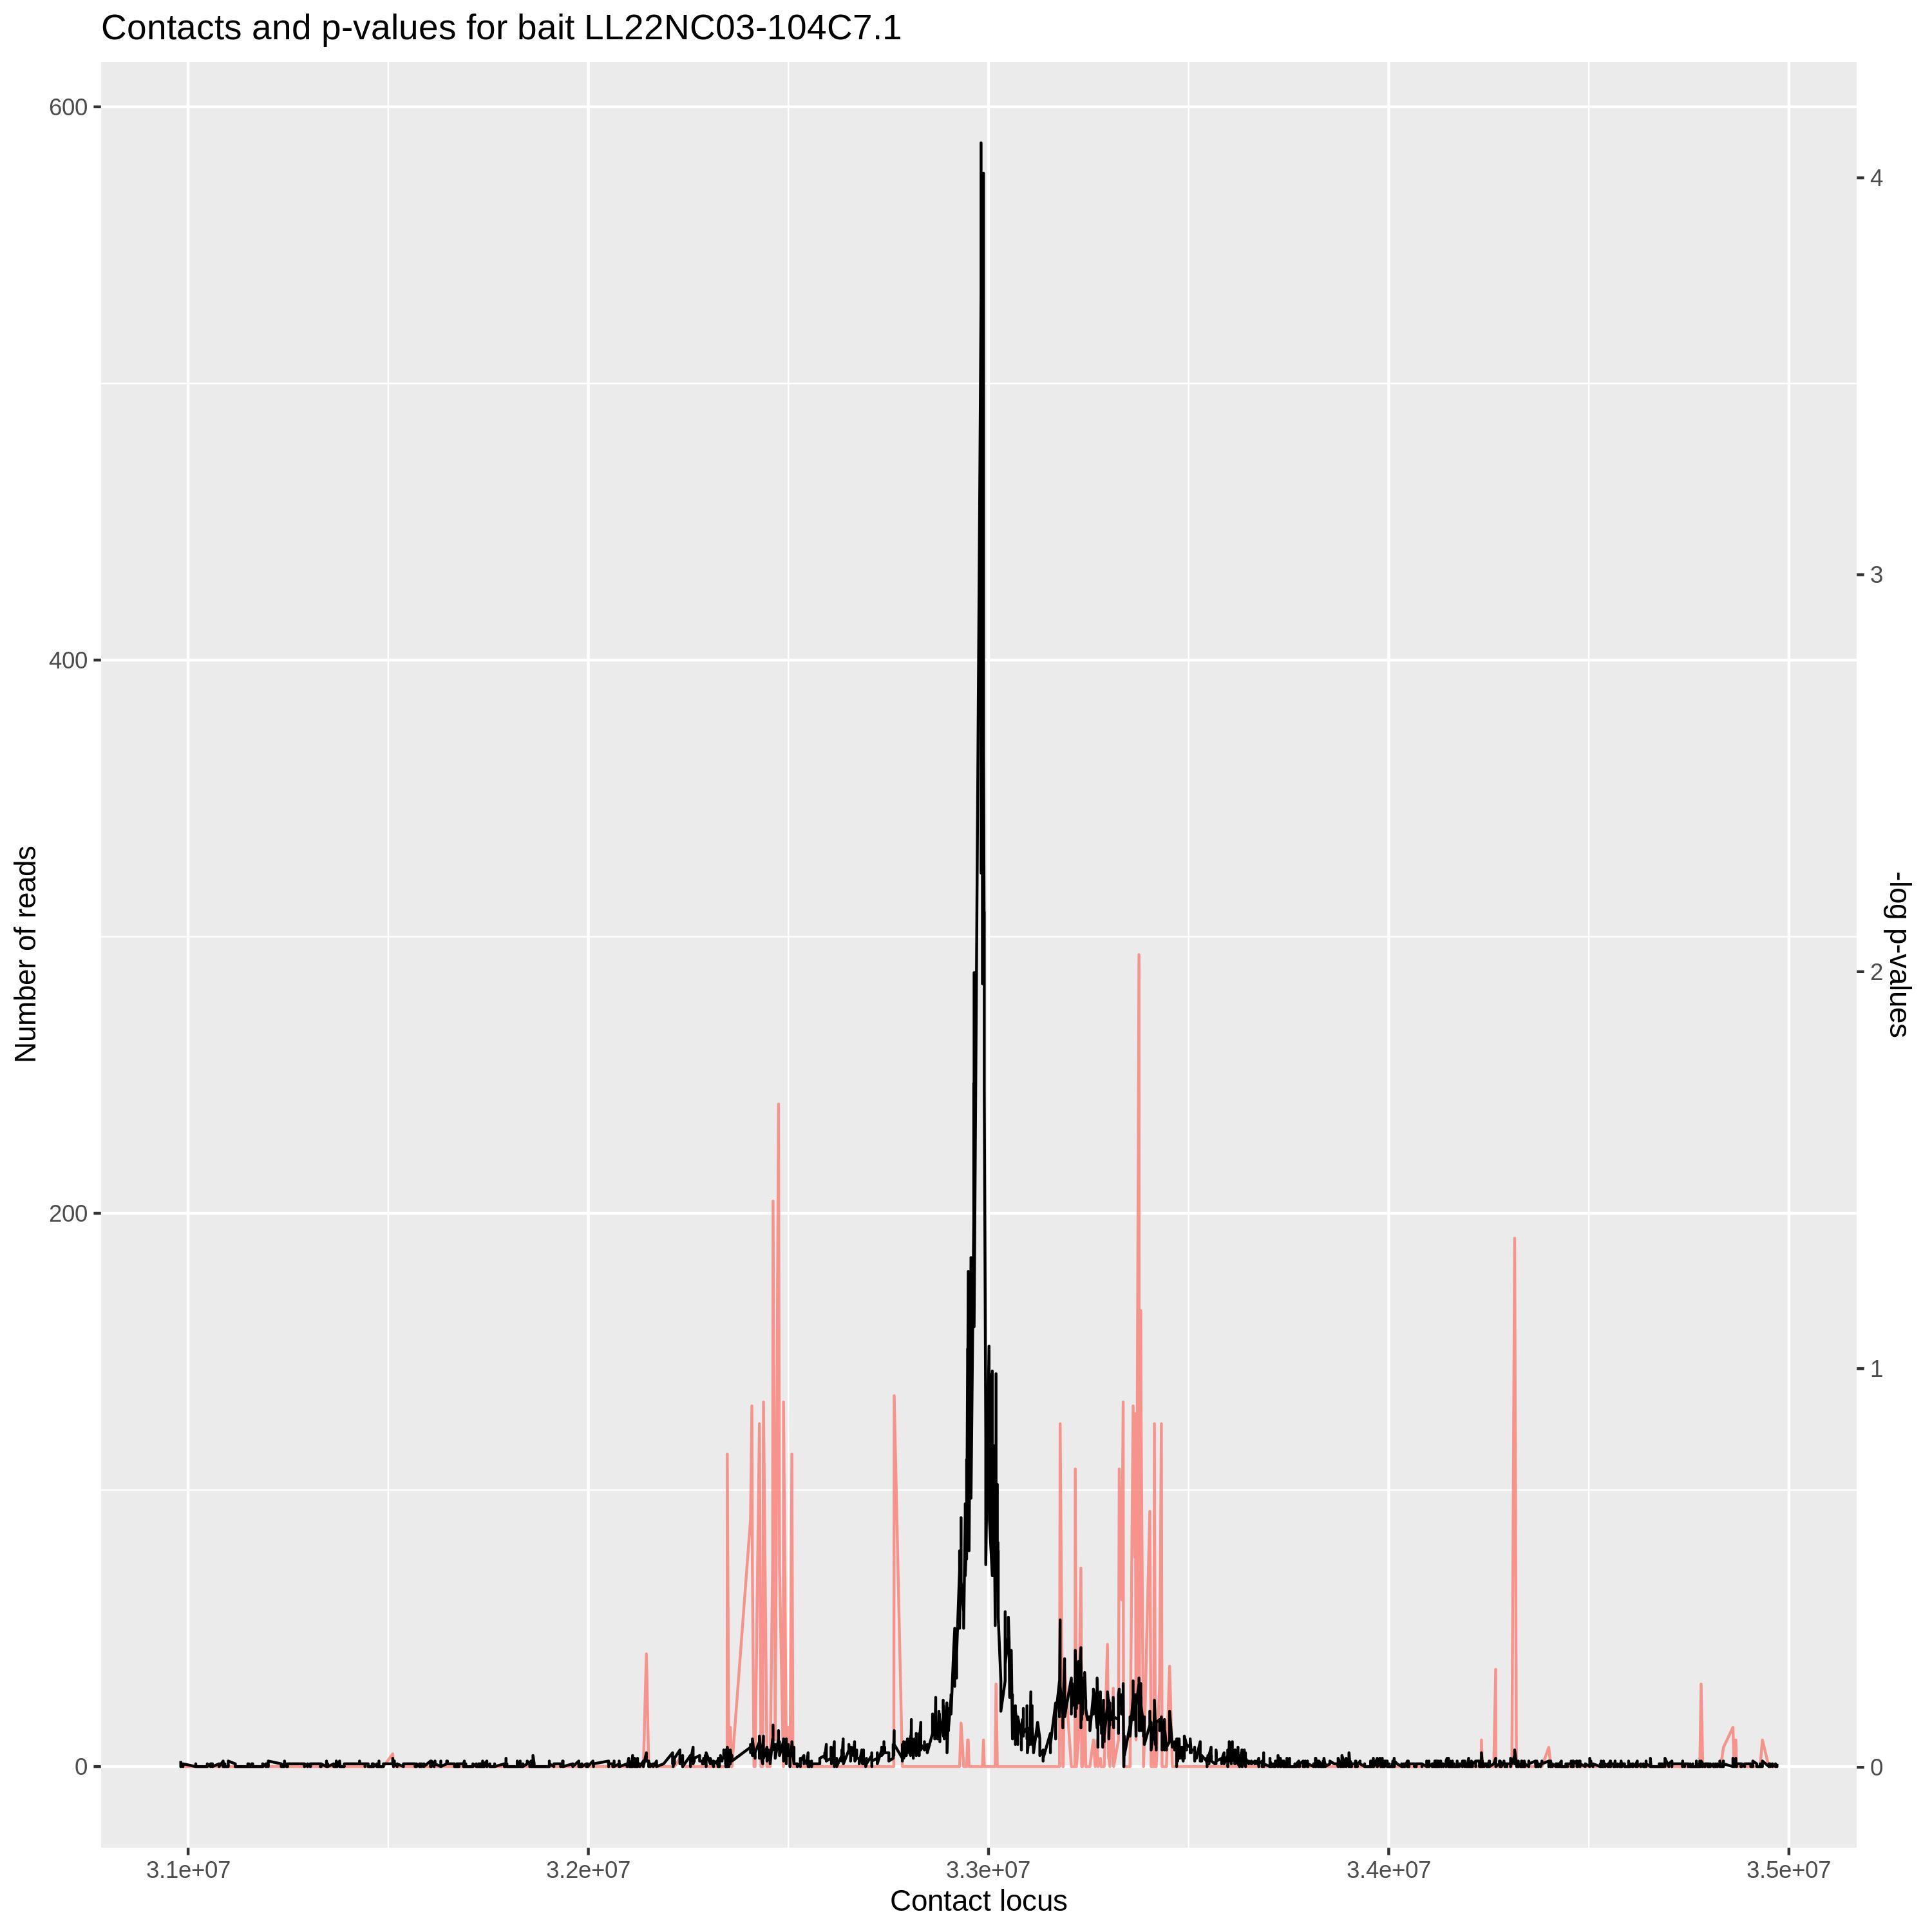 Contacts and p-values for bait LL22NC03-104C7.1
600
400
200
0
Number of reads
4
3
2
1
0
-log p-values
3.1e+07
3.2e+07
3.3e+07
3.4e+07
3.5e+07
Contact locus